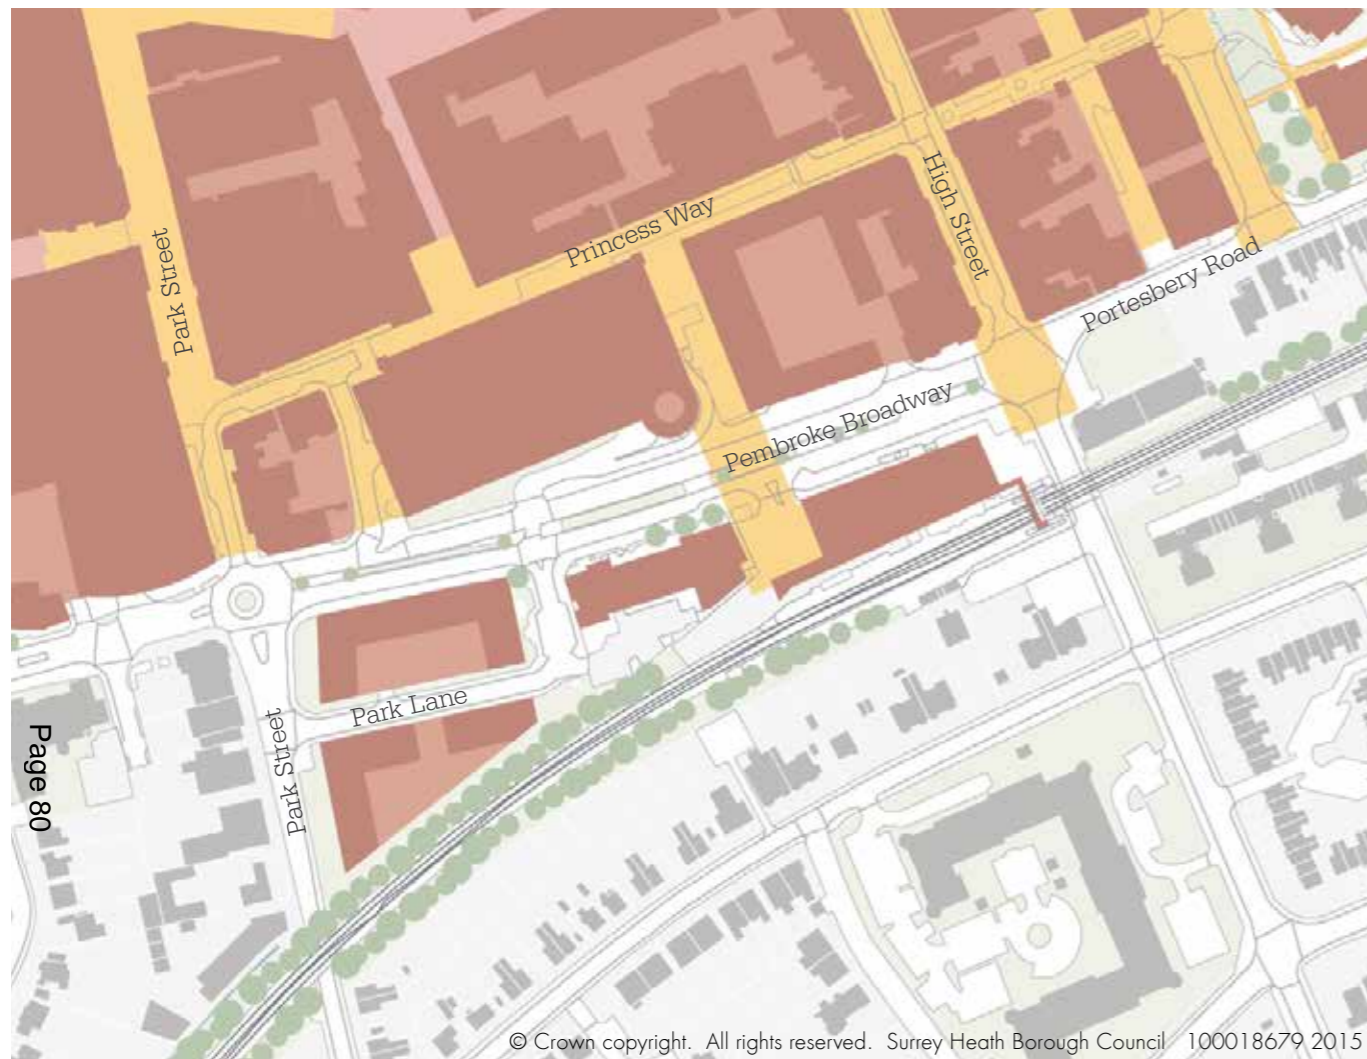 Park Street
Princess Way
High Street
Portesbery Road
Pembroke Broadway
Park Lane
Park Street
Page 80
© Crown copyright. All rights reserved. Surrey Heath Borough Council 100018679 2015